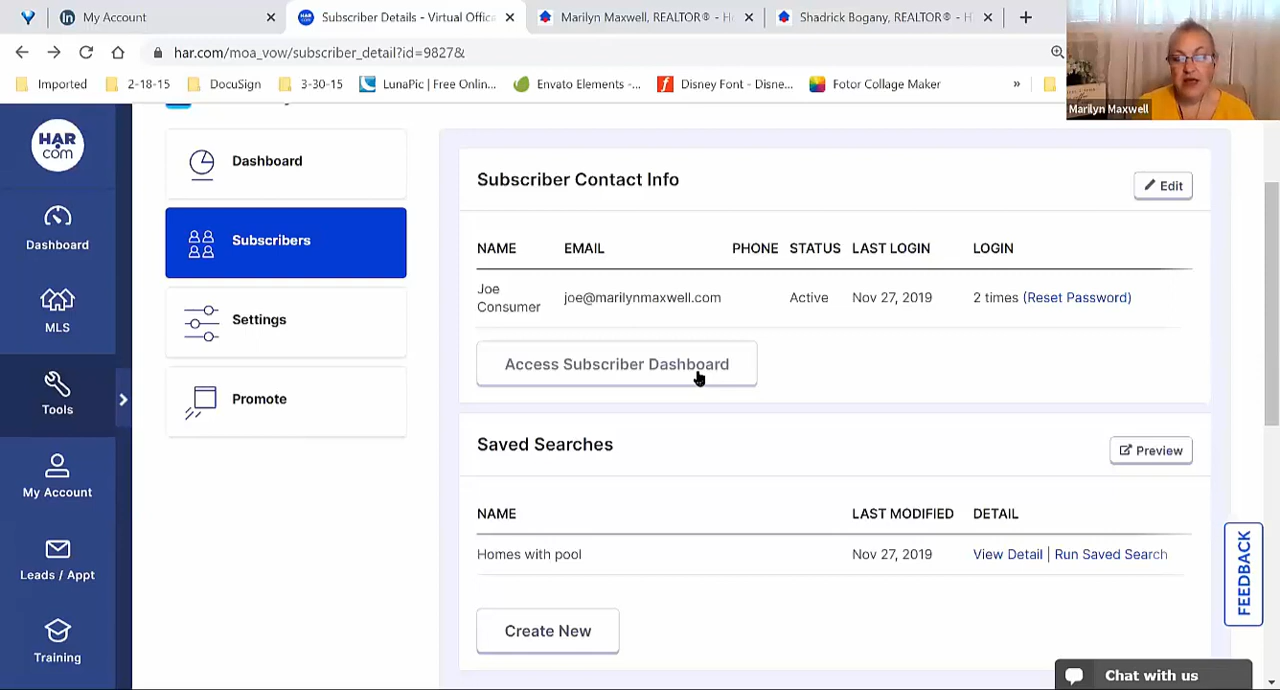 My Account
Subscriber Details - Virtual Offic
Marilyn Maxwell, REALTOR® - H
Shadrick Bogany, REALTOR® - H
har.com/moa_vow/subscriber_detail?id=9827&
Imported
2-18-15
DocuSign
3-30-15
LunaPic | Free Onlin...
Envato Elements -...
Disney Font - Disne...
Fotor Collage Maker
»
Marilyn Maxwell
HAR com
Dashboard
MLS
Tools
My Account
Leads / Appt
Training
Dashboard
Subscribers
Settings
Promote
Subscriber Contact Info
Edit
NAME EMAIL PHONE STATUS LAST LOGIN LOGIN
Joe
Consumer joe@marilynmaxwell.com Active Nov 27, 2019 2 times (Reset Password)
Access Subscriber Dashboard
Saved Searches
Preview
NAME LAST MODIFIED DETAIL
Homes with pool Nov 27, 2019 View Detail | Run Saved Search
Create New
FEEDBACK
Chat with us